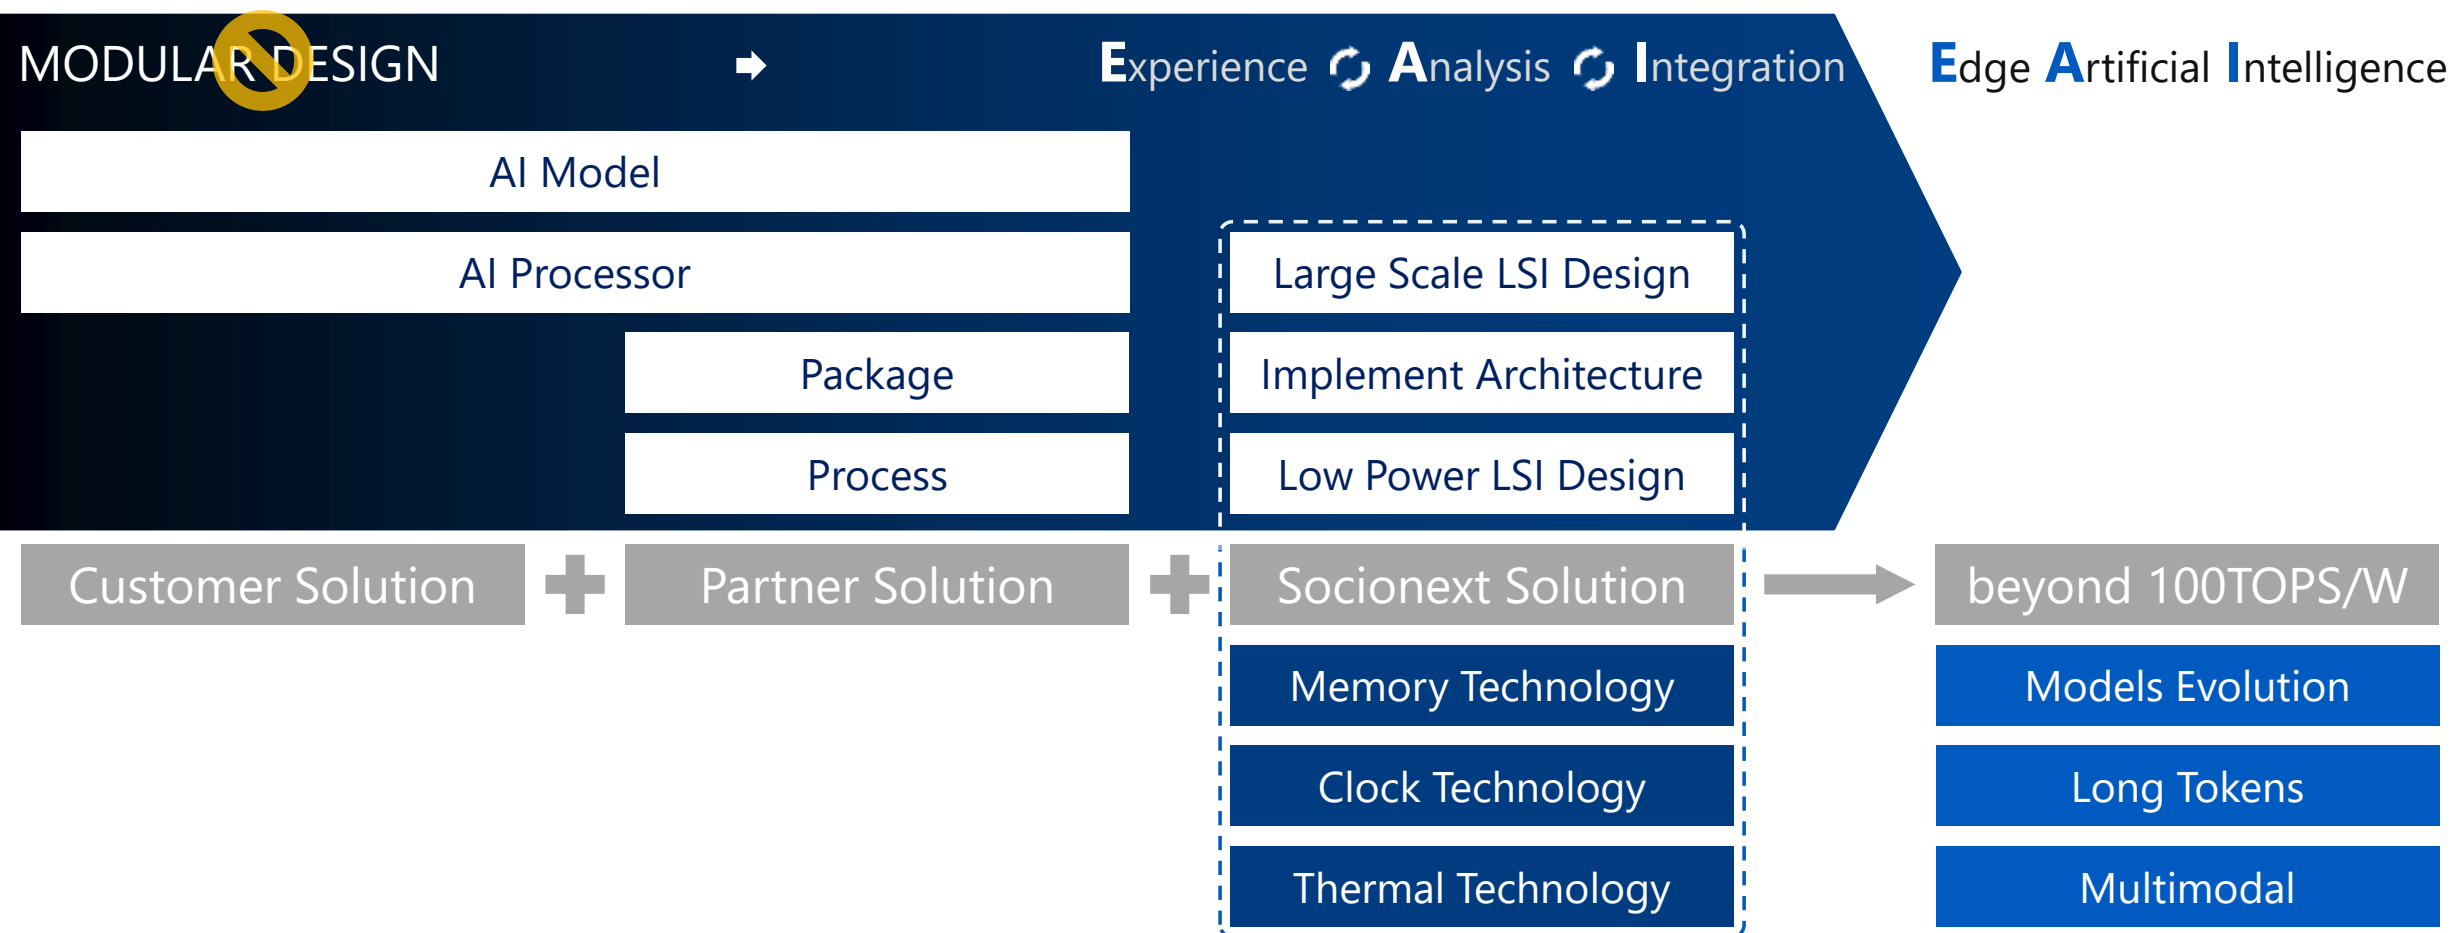 MODULAR DESIGN
Experience Analysis Integration
Edge Artificial Intelligence
AI Model
AI Processor
Large Scale LSI Design
Package
Implement Architecture
Process
Low Power LSI Design
Customer Solution
Partner Solution
Socionext Solution
beyond 100TOPS/W
Memory Technology
Models Evolution
Clock Technology
Long Tokens
Thermal Technology
Multimodal